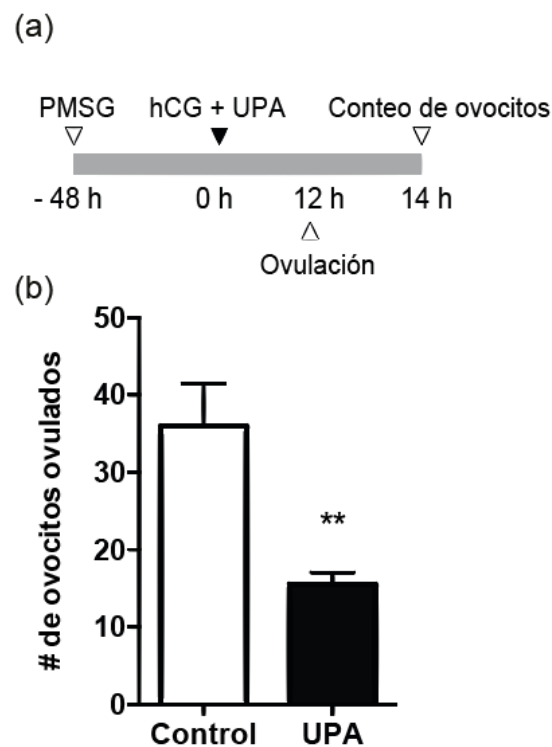 (a)
PMSG hCG + UPA Conteo de ovocitos
- 48 h 0 h 12 h 14 h
Ovulación
(b)
# de ovocitos ovulados
50
40
30
20
10
0
**
Control UPA